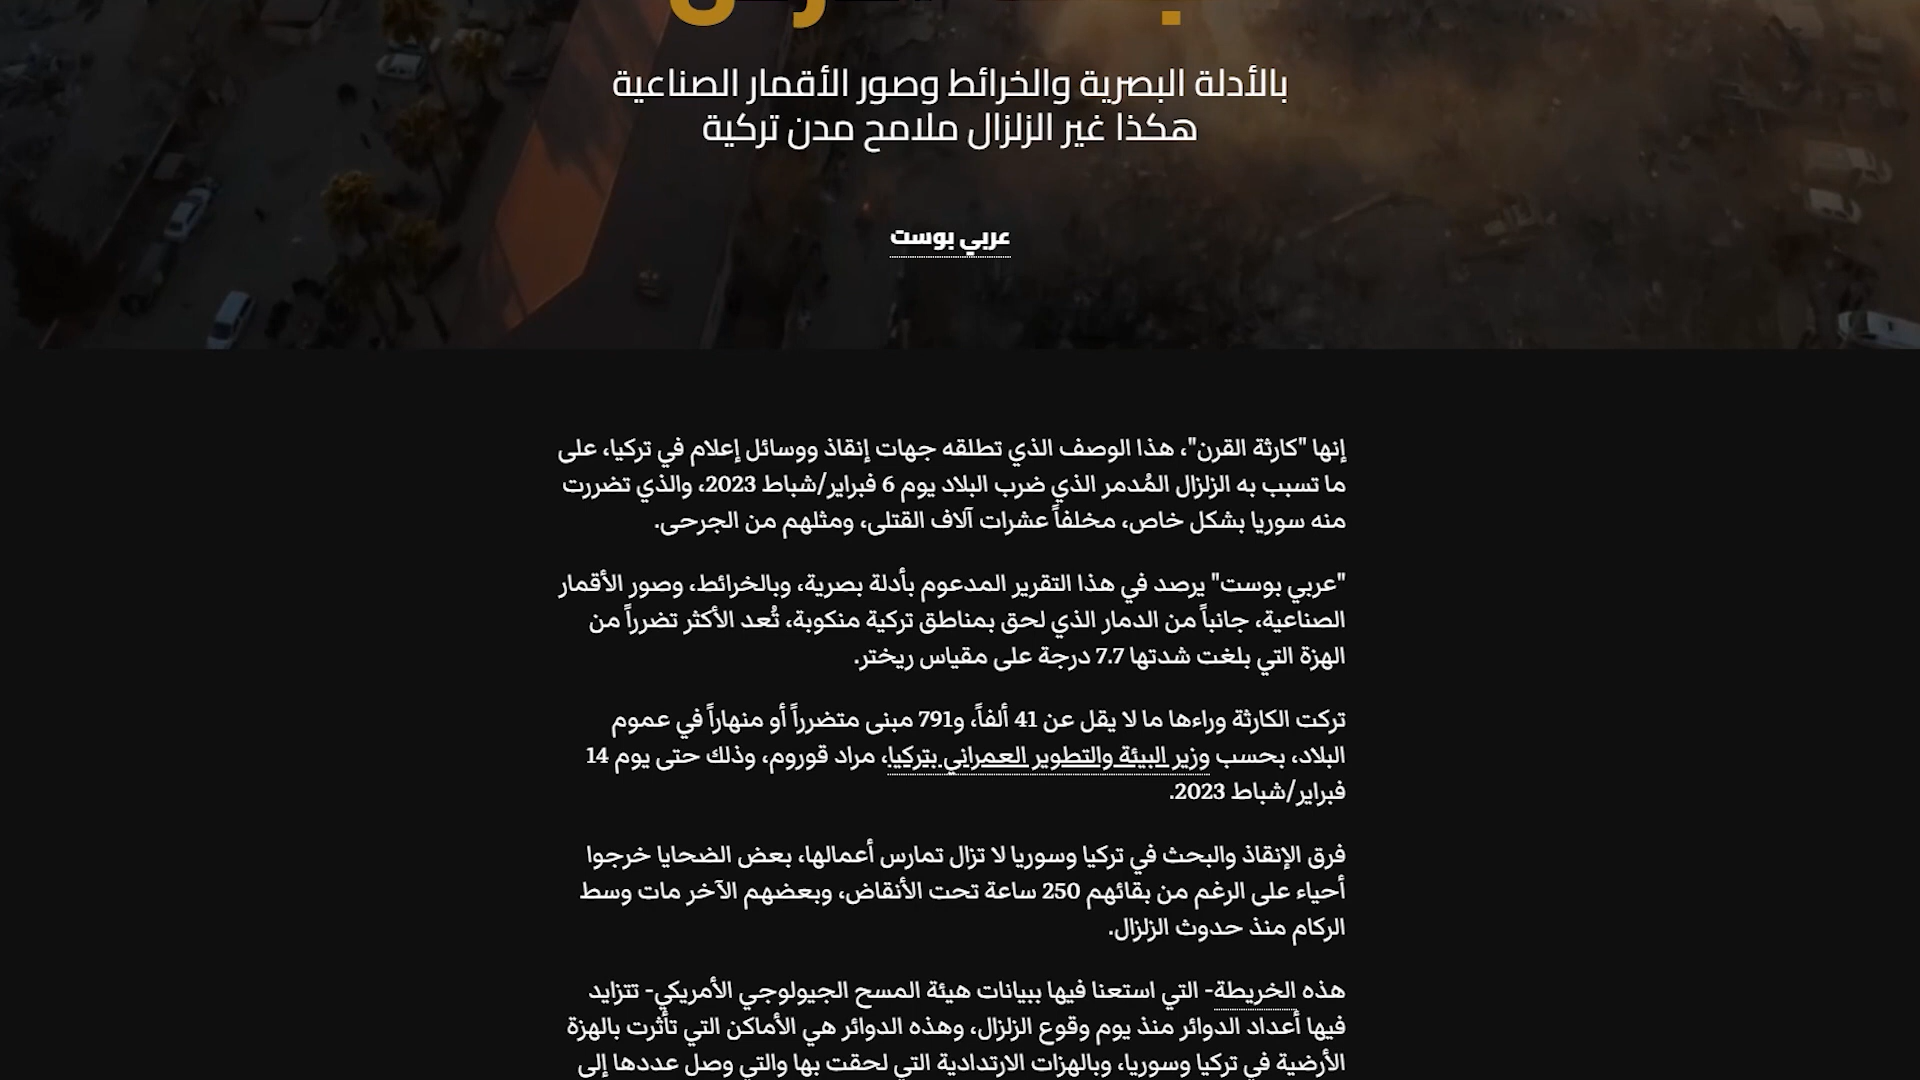 بالأدلة البصرية والخرائط وصور الأقمار الصناعية
هكذا غير الزلزال ملامح مدن تركية
عربي بوست
إنها "كارثة القرن"، هذا الوصف الذي تطلقه جهات إنقاذ ووسائل إعلام في تركيا، على
ما تسبب به الزلزال المُدمر الذي ضرب البلاد يوم 6 فبراير/شباط 2023، والذي تضررت
منه سوريا بشكل خاص، مخلفاً عشرات آلاف القتلى، ومثلهم من الجرحى.
"عربي بوست" يرصد في هذا التقرير المدعوم بأدلة بصرية، وبالخرائط، وصور الأقمار
الصناعية، جانباً من الدمار الذي لحق بمناطق تركية منكوبة، تُعد الأكثر تضرراً من
الهزة التي بلغت شدتها 7.7 درجة على مقياس ريختر.
تركت الكارثة وراءها ما لا يقل عن 41 ألفاً، و791 مبنى متضرراً أو منهاراً في عموم
البلاد، بحسب وزير البيئة والتطوير العمراني بتركيا، مراد قوروم، وذلك حتى يوم 14
فبراير/شباط 2023.
فرق الإنقاذ والبحث في تركيا وسوريا لا تزال تمارس أعمالها، بعض الضحايا خرجوا
أحياء على الرغم من بقائهم 250 ساعة تحت الأنقاض، وبعضهم الآخر مات وسط
الركام منذ حدوث الزلزال.
هذه الخريطة- التي استعنا فيها ببيانات هيئة المسح الجيولوجي الأمريكي- تتزايد
فيها أعداد الدوائر منذ يوم وقوع الزلزال، وهذه الدوائر هي الأماكن التي تأثرت بالهزة
الأرضية في تركيا وسوريا، وبالهزات الارتدادية التي لحقت بها والتي وصل عددها إلى